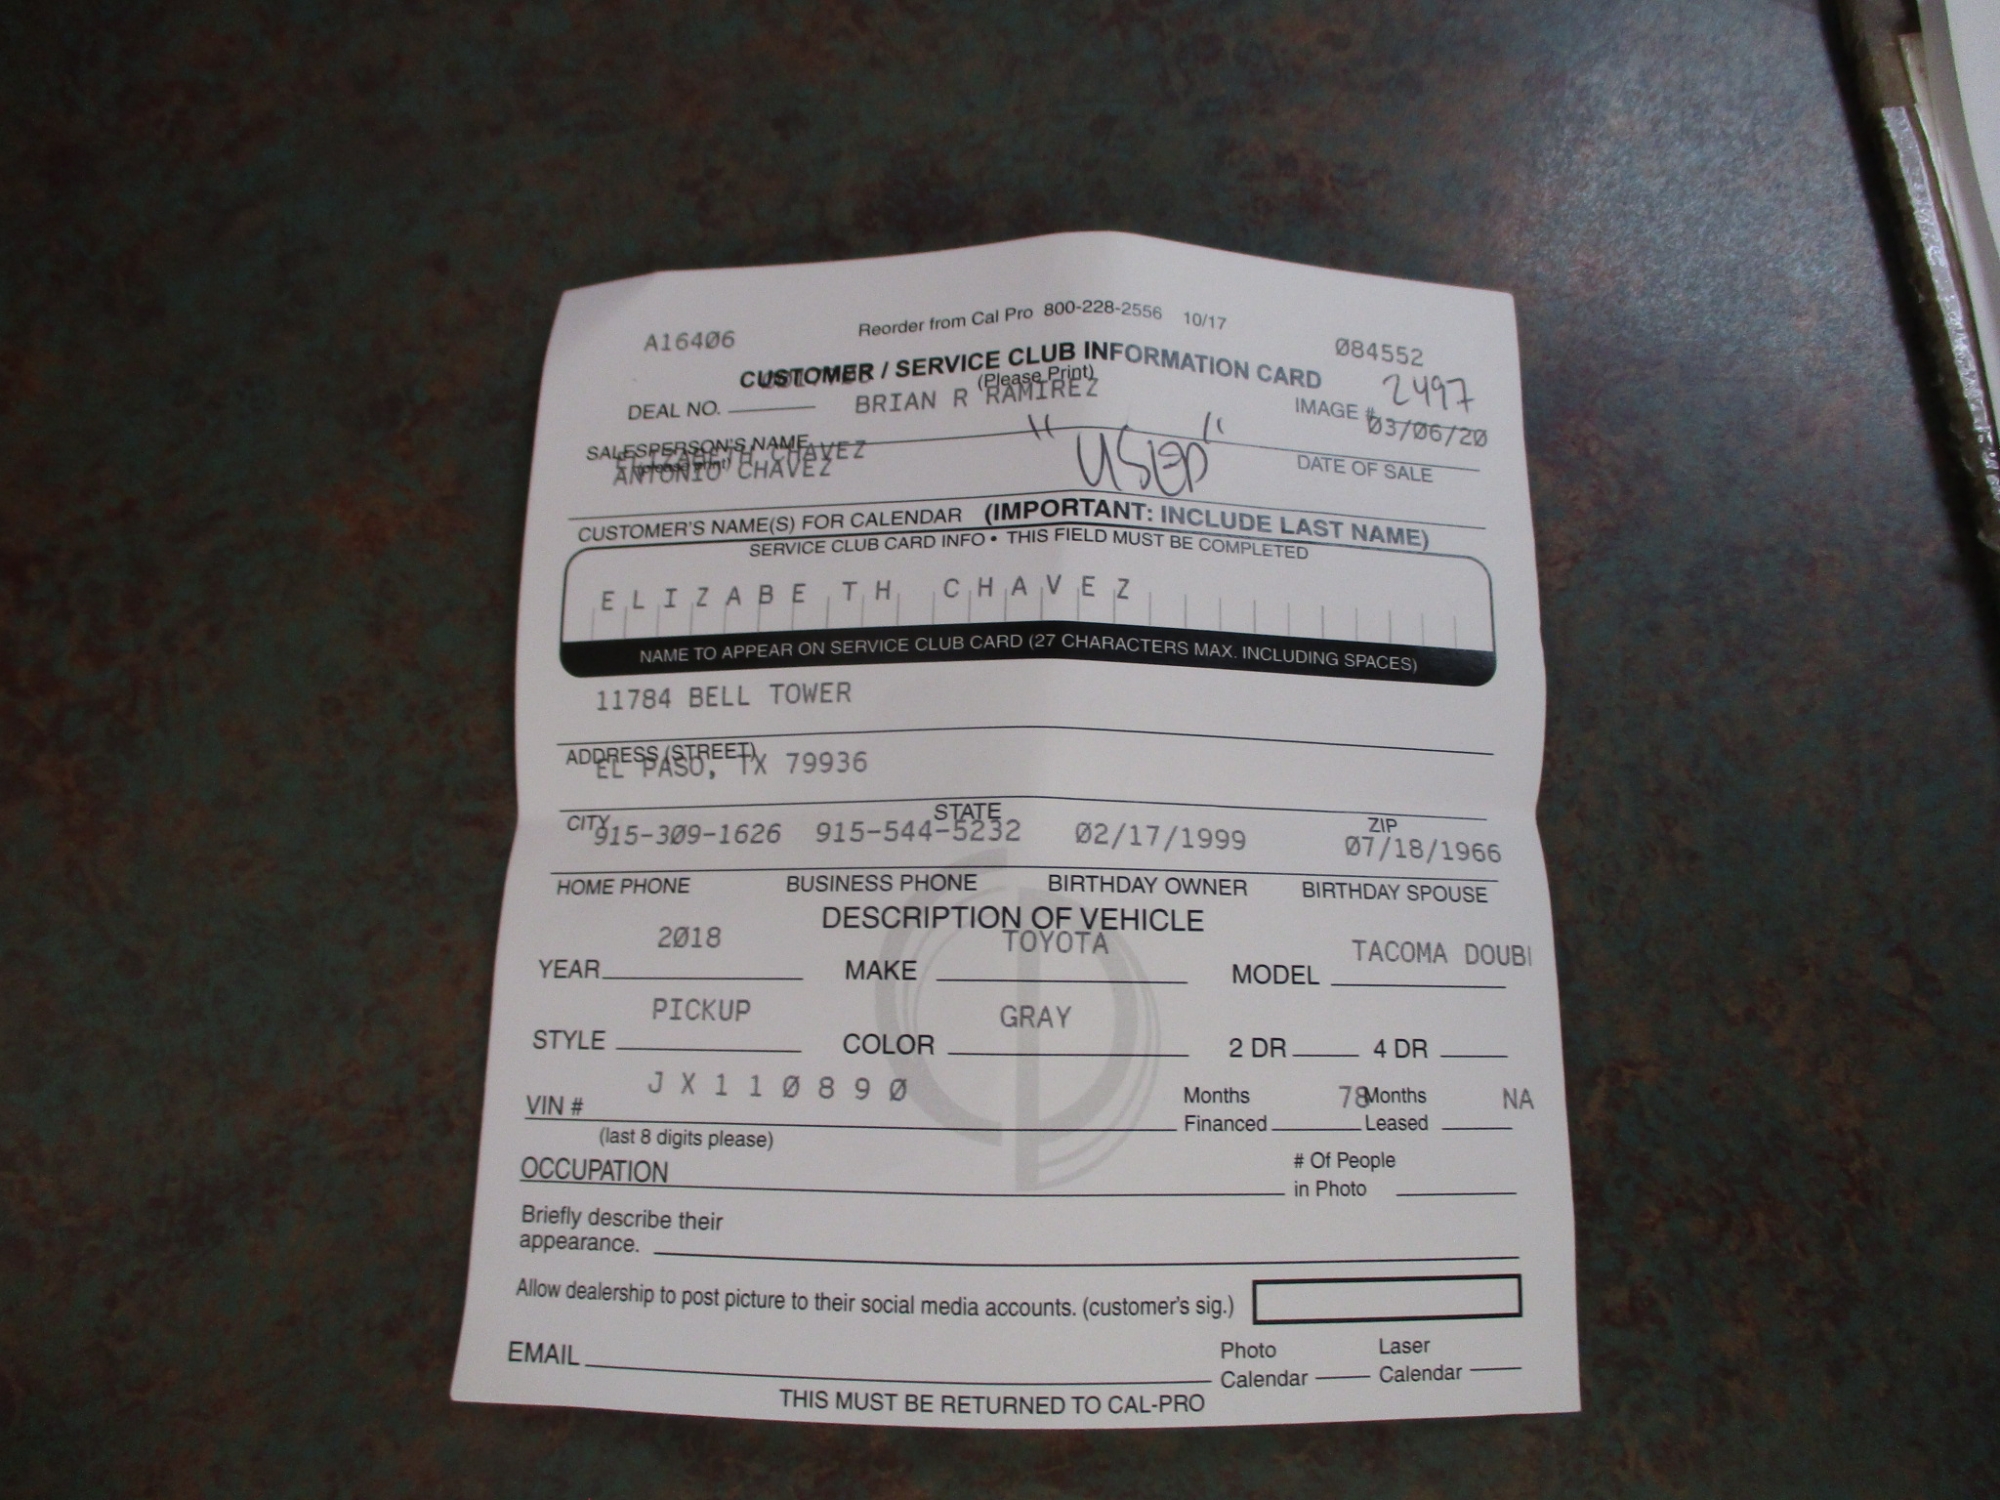 Reorder from Cal Pro 800-228-2556 10/17
A16406 084552
CUSTOMER / SERVICE CLUB INFORMATION CARD
(Please Print) 2497
DEAL NO. BRIAN R RAMIREZ IMAGE #
03/06/20
SALESPERSON'S NAME "USED" DATE OF SALE
(please print)
ELIZABETH CHAVEZ
ANTONIO CHAVEZ
CUSTOMER'S NAME(S) FOR CALENDAR (IMPORTANT: INCLUDE LAST NAME)
SERVICE CLUB CARD INFO • THIS FIELD MUST BE COMPLETED
ELIZABETH CHAVEZ
NAME TO APPEAR ON SERVICE CLUB CARD (27 CHARACTERS MAX. INCLUDING SPACES)
11784 BELL TOWER
ADDRESS (STREET)
EL PASO, TX 79936
CITY STATE ZIP
915-309-1626 915-544-5232 02/17/1999 07/18/1966
HOME PHONE BUSINESS PHONE BIRTHDAY OWNER BIRTHDAY SPOUSE
DESCRIPTION OF VEHICLE
YEAR 2018 MAKE TOYOTA MODEL TACOMA DOUB
STYLE PICKUP COLOR GRAY 2 DR 4 DR
VIN # JX110890 Months Financed 78 Months Leased NA
(last 8 digits please)
OCCUPATION # Of People in Photo
Briefly describe their
appearance.
Allow dealership to post picture to their social media accounts. (customer's sig.)
EMAIL Photo Calendar Laser Calendar
THIS MUST BE RETURNED TO CAL-PRO